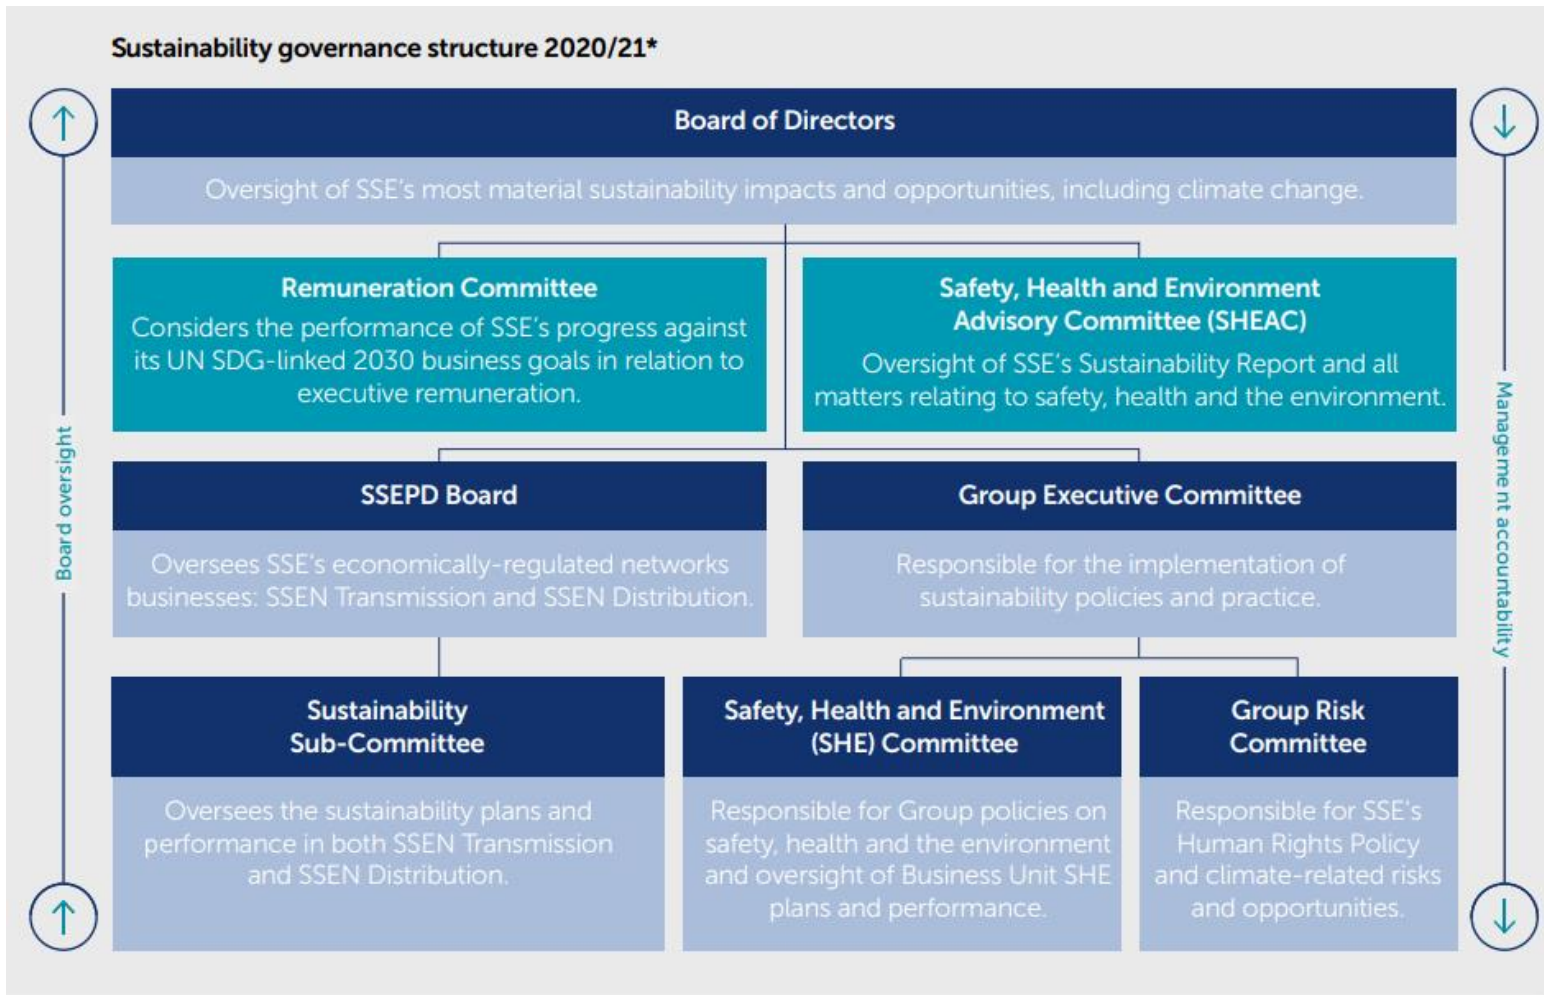 Sustainability governance structure 2020/21*
Board of Directors
Oversight of SSE's most material sustainability impacts and opportunities, including climate change.
Remuneration Committee
Considers the performance of SSE's progress against
its UN SDG-linked 2030 business goals in relation to
executive remuneration.
Safety, Health and Environment
Advisory Committee (SHEAC)
Oversight of SSE's Sustainability Report and all
matters relating to safety, health and the environment.
SSEPD Board
Oversees SSE's economically-regulated networks
businesses: SSEN Transmission and SSEN Distribution.
Group Executive Committee
Responsible for the implementation of
sustainability policies and practice.
Sustainability
Sub-Committee
Oversees the sustainability plans and
performance in both SSEN Transmission
and SSEN Distribution.
Safety, Health and Environment
(SHE) Committee
Responsible for Group policies on
safety, health and the environment
and oversight of Business Unit SHE
plans and performance.
Group Risk
Committee
Responsible for SSE's
Human Rights Policy
and climate-related risks
and opportunities.
Board oversight
Management accountability